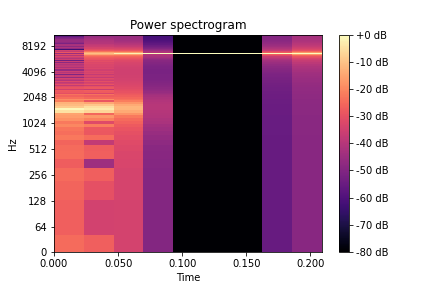 Power spectrogram
8192
4096
2048
1024
512
256
128
64
0
Hz
0.000 0.050 0.100 0.150 0.200
Time
+0 dB
-10 dB
-20 dB
-30 dB
-40 dB
-50 dB
-60 dB
-70 dB
-80 dB